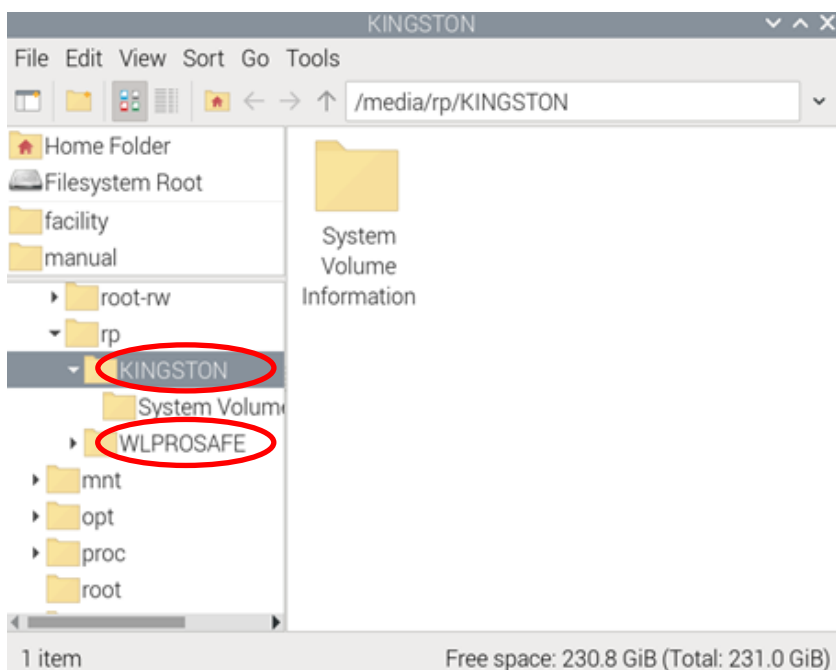 KINGSTON
File Edit View Sort Go Tools
/media/rp/KINGSTON
Home Folder
Filesystem Root
facility
manual
root-rw
rp
KINGSTON
System Volum
WLPROSAFE
mnt
opt
proc
root
System
Volume
Information
1 item
Free space: 230.8 GiB (Total: 231.0 GiB)